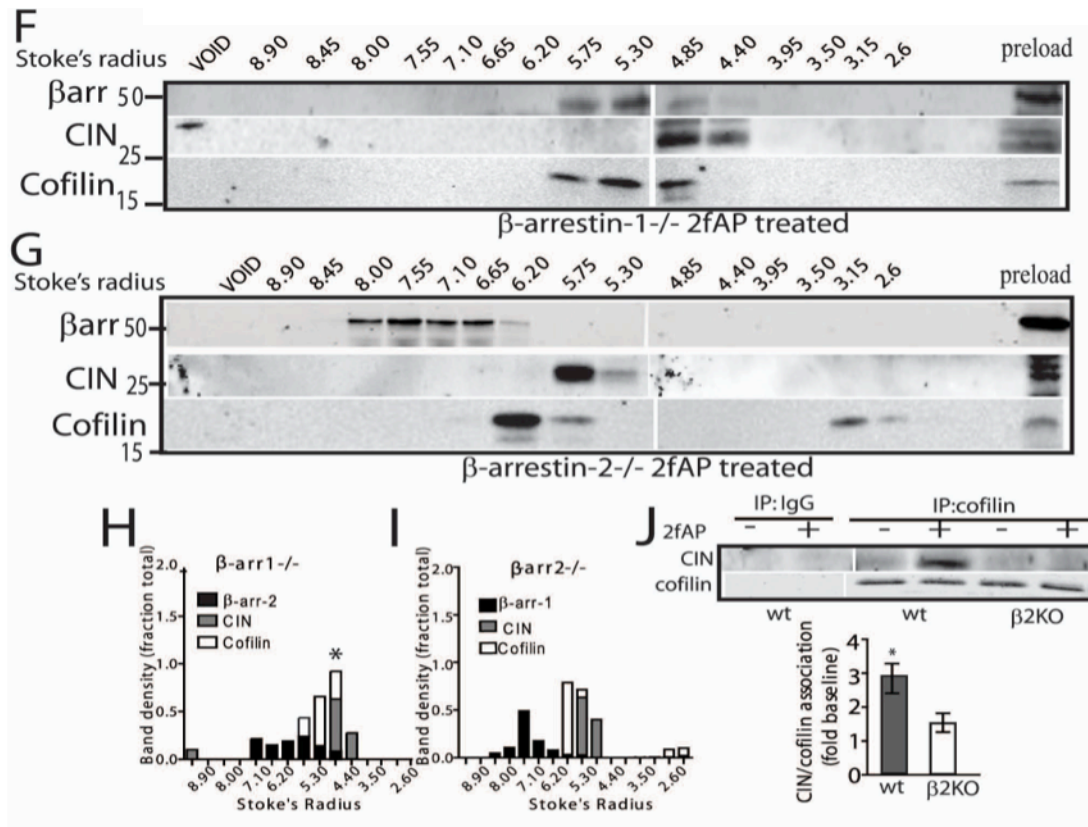 F
Stoke's radius VOID 8.90 8.45 8.00 7.55 7.10 6.65 6.20 5.75 5.30 4.85 4.40 3.95 3.50 3.15 2.6 preload
βarr 50
CIN
25
Cofilin 15
β-arrestin-1-/- 2fAP treated
G
Stoke's radius VOID 8.90 8.45 8.00 7.55 7.10 6.65 6.20 5.75 5.30 4.85 4.40 3.95 3.50 3.15 2.6 preload
βarr 50
CIN 25
Cofilin
15
β-arrestin-2-/- 2fAP treated
H
β-arr1-/-
Band density (fraction total)
2.0
1.5
1.0
0.5
0.0
β-arr-2
CIN
Cofilin
*
8.90 8.00 7.10 6.20 5.30 4.40 3.50 2.60
Stoke's Radius
I
βarr2-/-
Band density (fraction total)
2.0
1.5
1.0
0.5
0.0
β-arr-1
CIN
Cofilin
8.90 8.00 7.10 6.20 5.30 4.40 3.50 2.60
Stoke's Radius
J
IP: IgG IP:cofilin
2fAP - + - + - +
CIN
cofilin
wt wt β2KO
CIN/cofilin association
(fold baseline)
4
3
2
1
0
*
wt β2KO